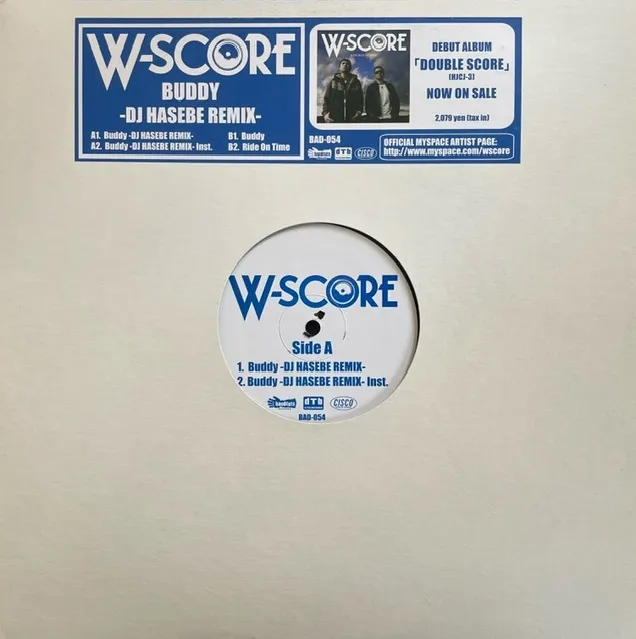 W-SCORE
BUDDY
-DJ HASEBE REMIX-
A1. Buddy -DJ HASEBE REMIX-
B1. Buddy
A2. Buddy -DJ HASEBE REMIX- Inst.
B2. Ride On Time
W-SCORE
DEBUT ALBUM
「DOUBLE SCORE」
(HJCJ-3)
NOW ON SALE
2,079 yen (tax in)
BAD-054
dTb
CISCO
OFFICIAL MYSPACE ARTIST PAGE:
http://www.myspace.com/wscore
W-SCORE
Side A
1. Buddy -DJ HASEBE REMIX-
2. Buddy -DJ HASEBE REMIX- Inst.
dTb
CISCO
BAD-054